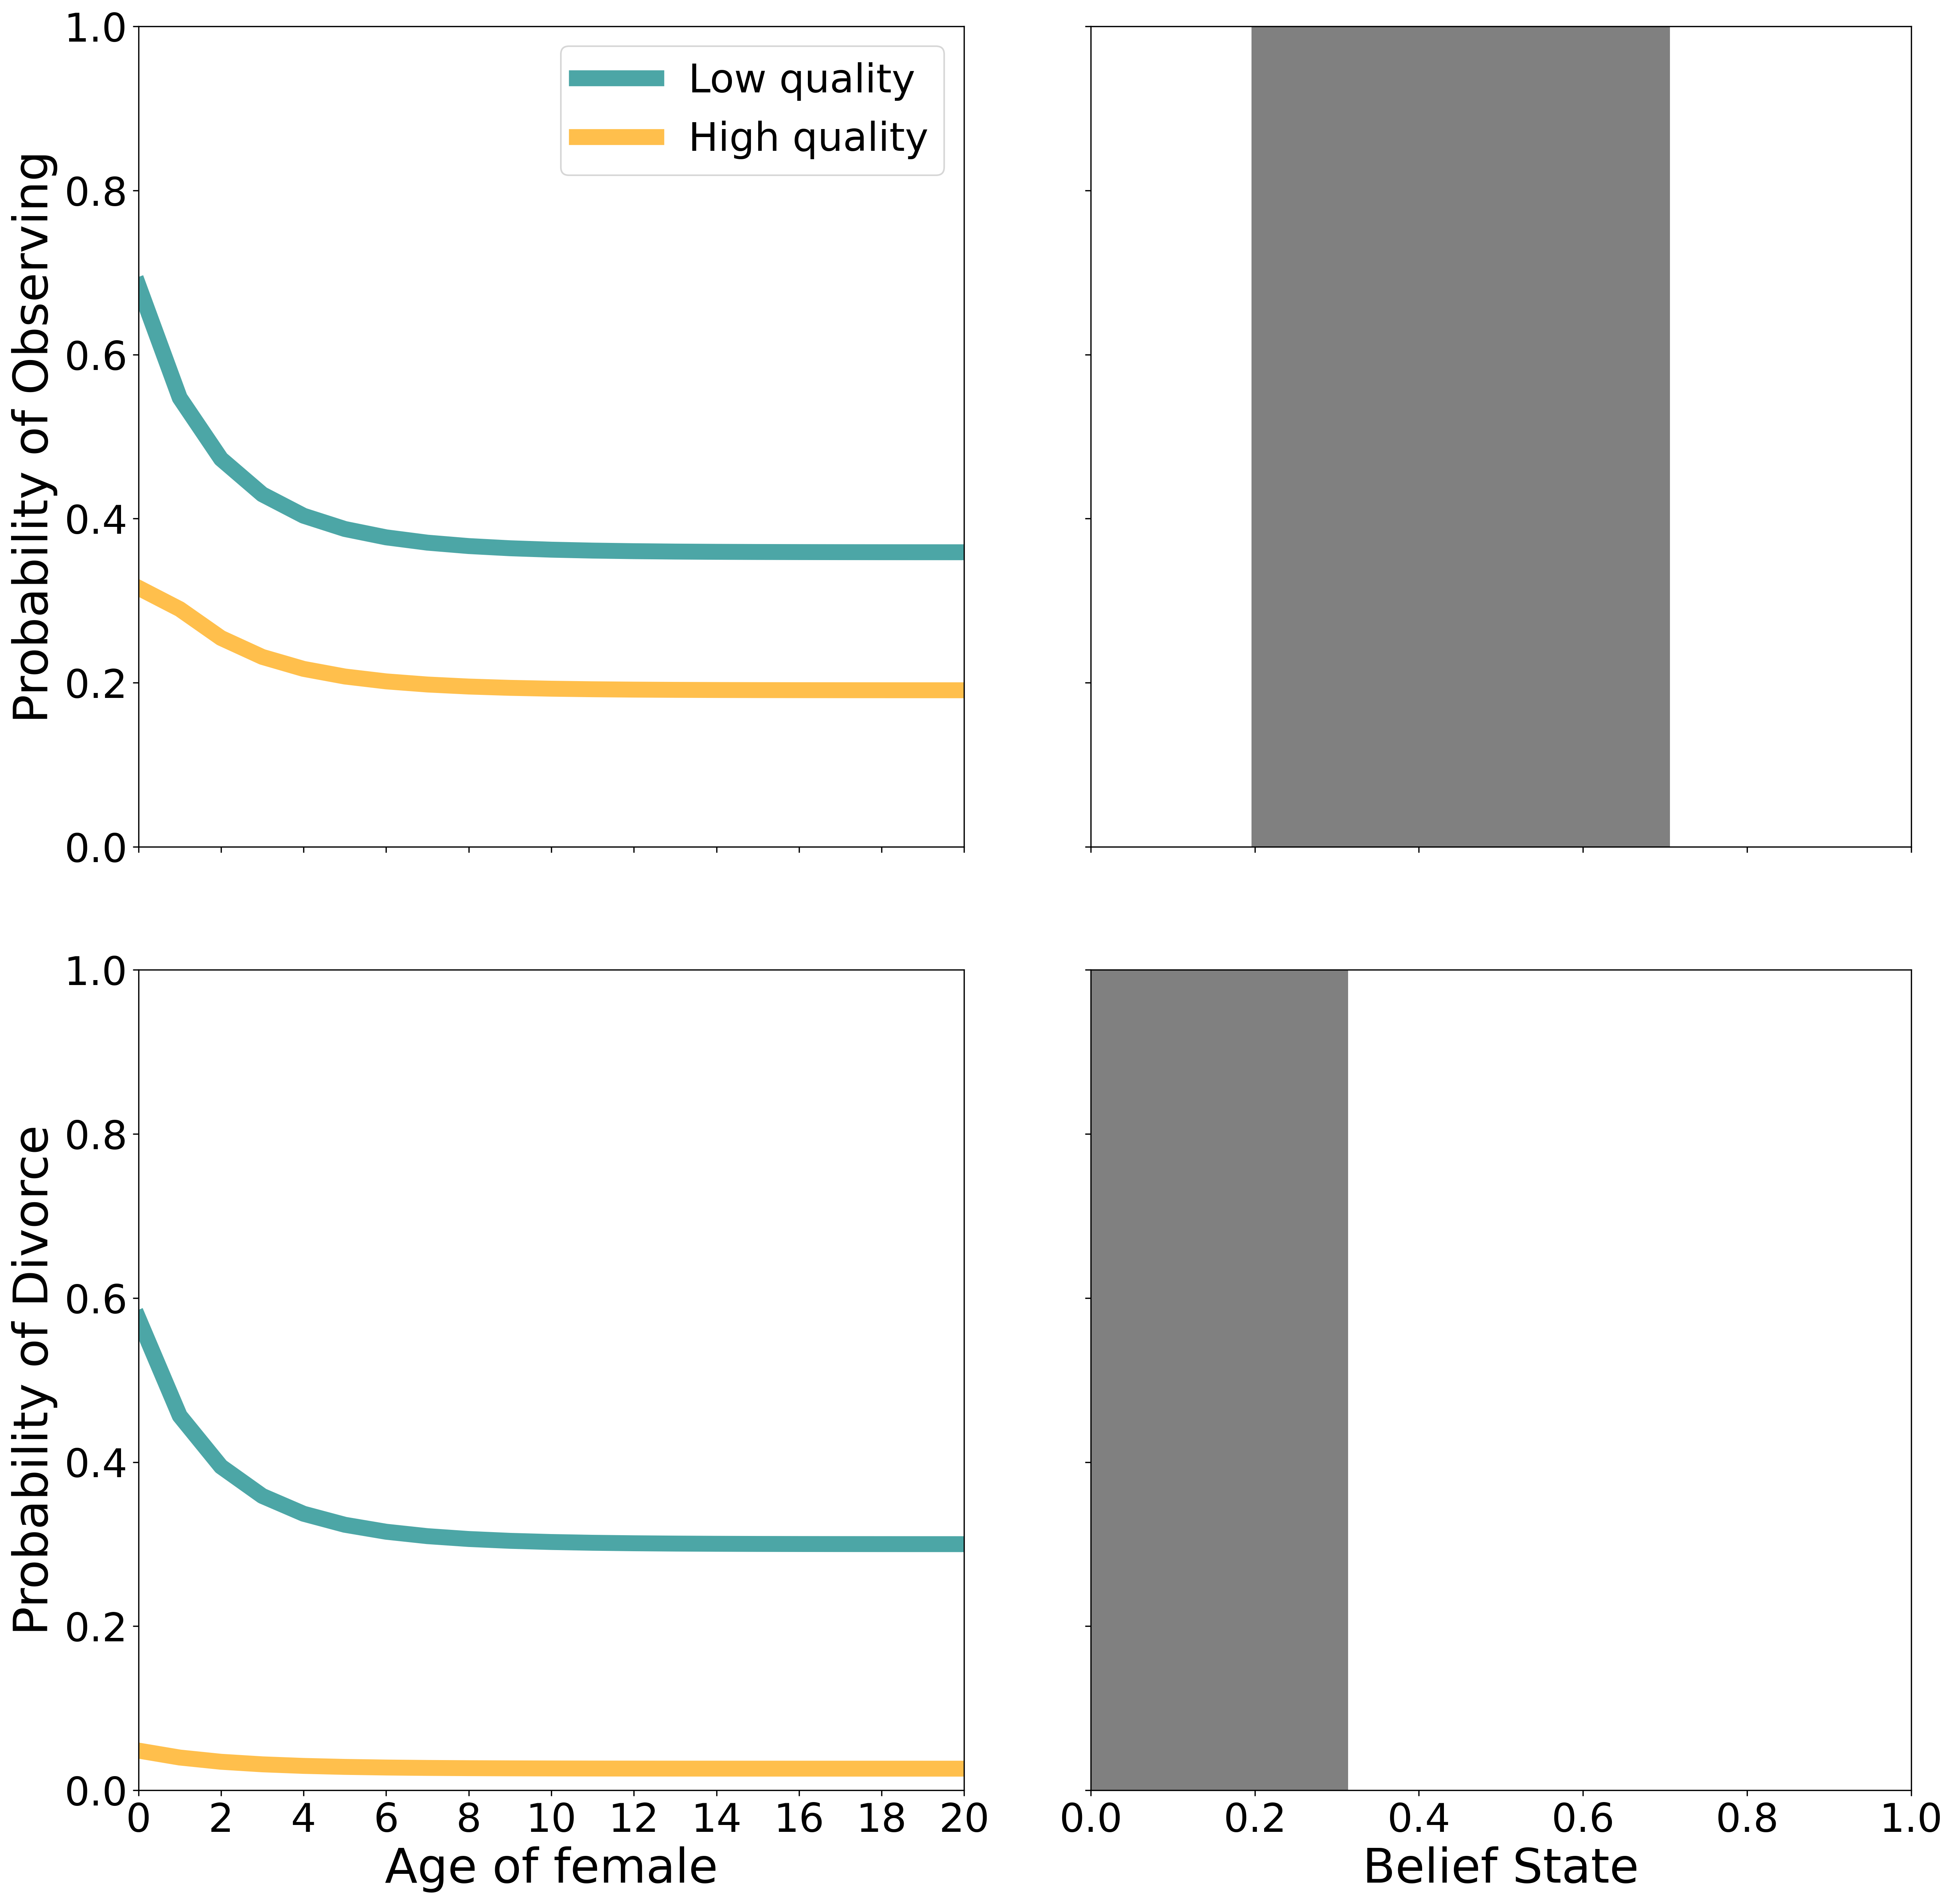 Probability of Observing
1.0
0.8
0.6
0.4
0.2
0.0
Low quality
High quality
Probability of Divorce
1.0
0.8
0.6
0.4
0.2
0.0
0 2 4 6 8 10 12 14 16 18 20
Age of female
0.0 0.2 0.4 0.6 0.8 1.0
Belief State